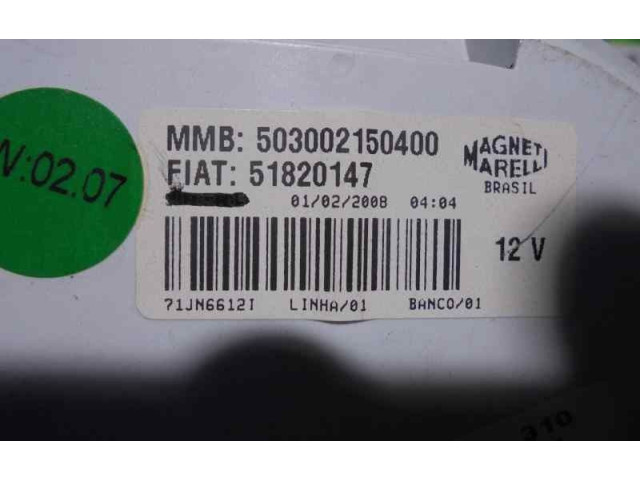 MMB: 503002150400
FIAT: 51820147
MAGNETI
MARELLI
BRASIL
01/02/2008 04:04
12 V
71JN6612I LINHA/01 BANCO/01
:02.07
310